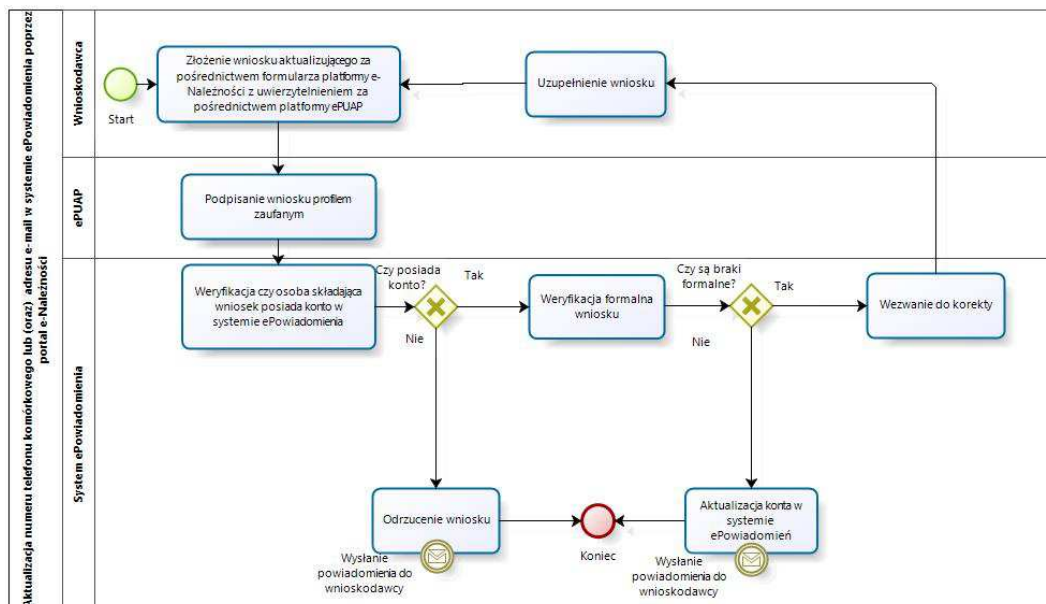 Aktualizacja numeru telefonu komórkowego lub (oraz) adresu e-mail w systemie ePowiadomienia poprzez
portal e-Należności
Wnioskodawca
Start
Złożenie wniosku aktualizującego za
pośrednictwem formularza platformy e-
Należności z uwierzytelnieniem za
pośrednictwem platformy ePUAP
Uzupełnienie wniosku
ePUAP
Podpisanie wniosku profilem
zaufanym
System ePowiadomienia
Weryfikacja czy osoba składająca
wniosek posiada konto w
systemie ePowiadomienia
Czy posiada
konto?
Tak
Nie
Weryfikacja formalna
wniosku
Czy są braki
formalne?
Tak
Nie
Wezwanie do korekty
Odrzucenie wniosku
Wysłanie
powiadomienia do
wnioskodawcy
Koniec
Aktualizacja konta w
systemie
ePowiadomień
Wysłanie
powiadomienia do
wnioskodawcy